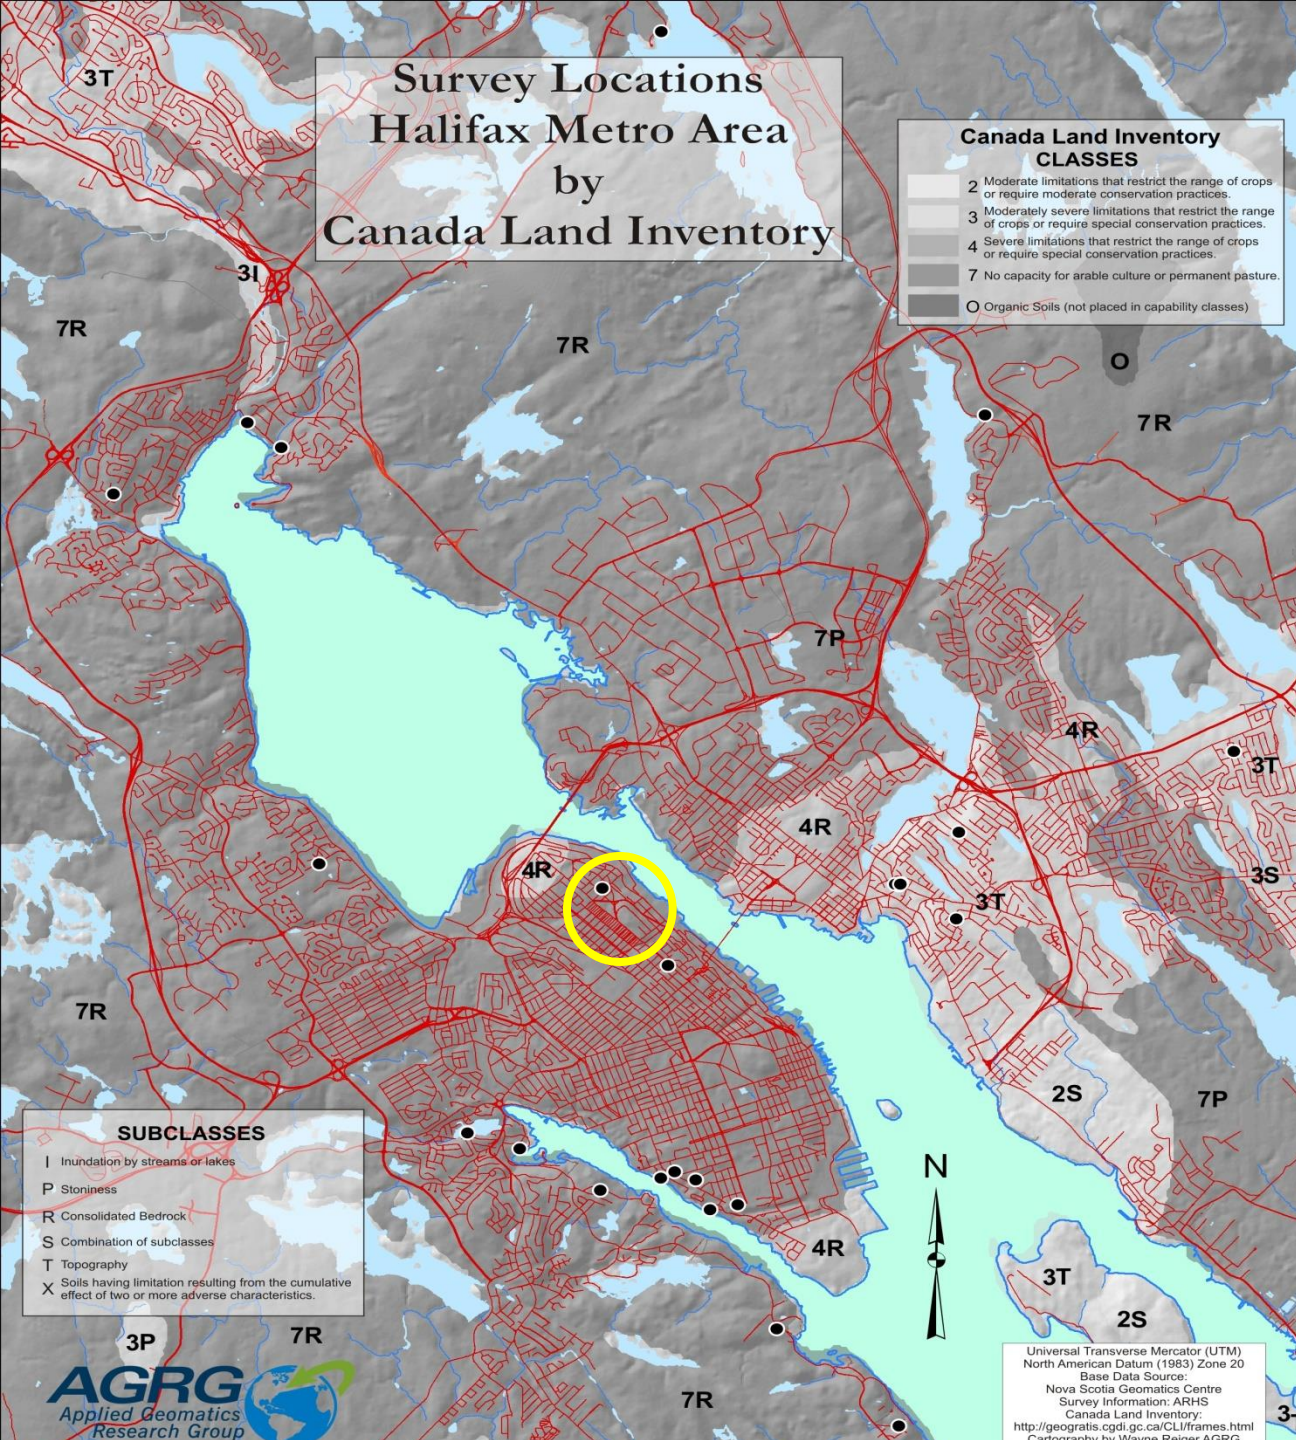 Survey Locations
Halifax Metro Area
by
Canada Land Inventory
Canada Land Inventory
CLASSES
2 Moderate limitations that restrict the range of crops
or require moderate conservation practices.
3 Moderately severe limitations that restrict the range
of crops or require special conservation practices.
4 Severe limitations that restrict the range of crops
or require special conservation practices.
7 No capacity for arable culture or permanent pasture.
O Organic Soils (not placed in capability classes)
3T
3I
7R
7R
O
7R
7P
4R
3T
4R
4R
3S
3T
7R
2S
7P
SUBCLASSES
I Inundation by streams or lakes
P Stoniness
R Consolidated Bedrock
S Combination of subclasses
T Topography
X Soils having limitation resulting from the cumulative
effect of two or more adverse characteristics.
N
4R
3T
2S
3P
7R
7R
3-
AGRG
Applied Geomatics
Research Group
Universal Transverse Mercator (UTM)
North American Datum (1983) Zone 20
Base Data Source:
Nova Scotia Geomatics Centre
Survey Information: ARHS
Canada Land Inventory:
http://geogratis.cgdi.gc.ca/CLI/frames.html
Cartography by Wayne Reiger AGRG